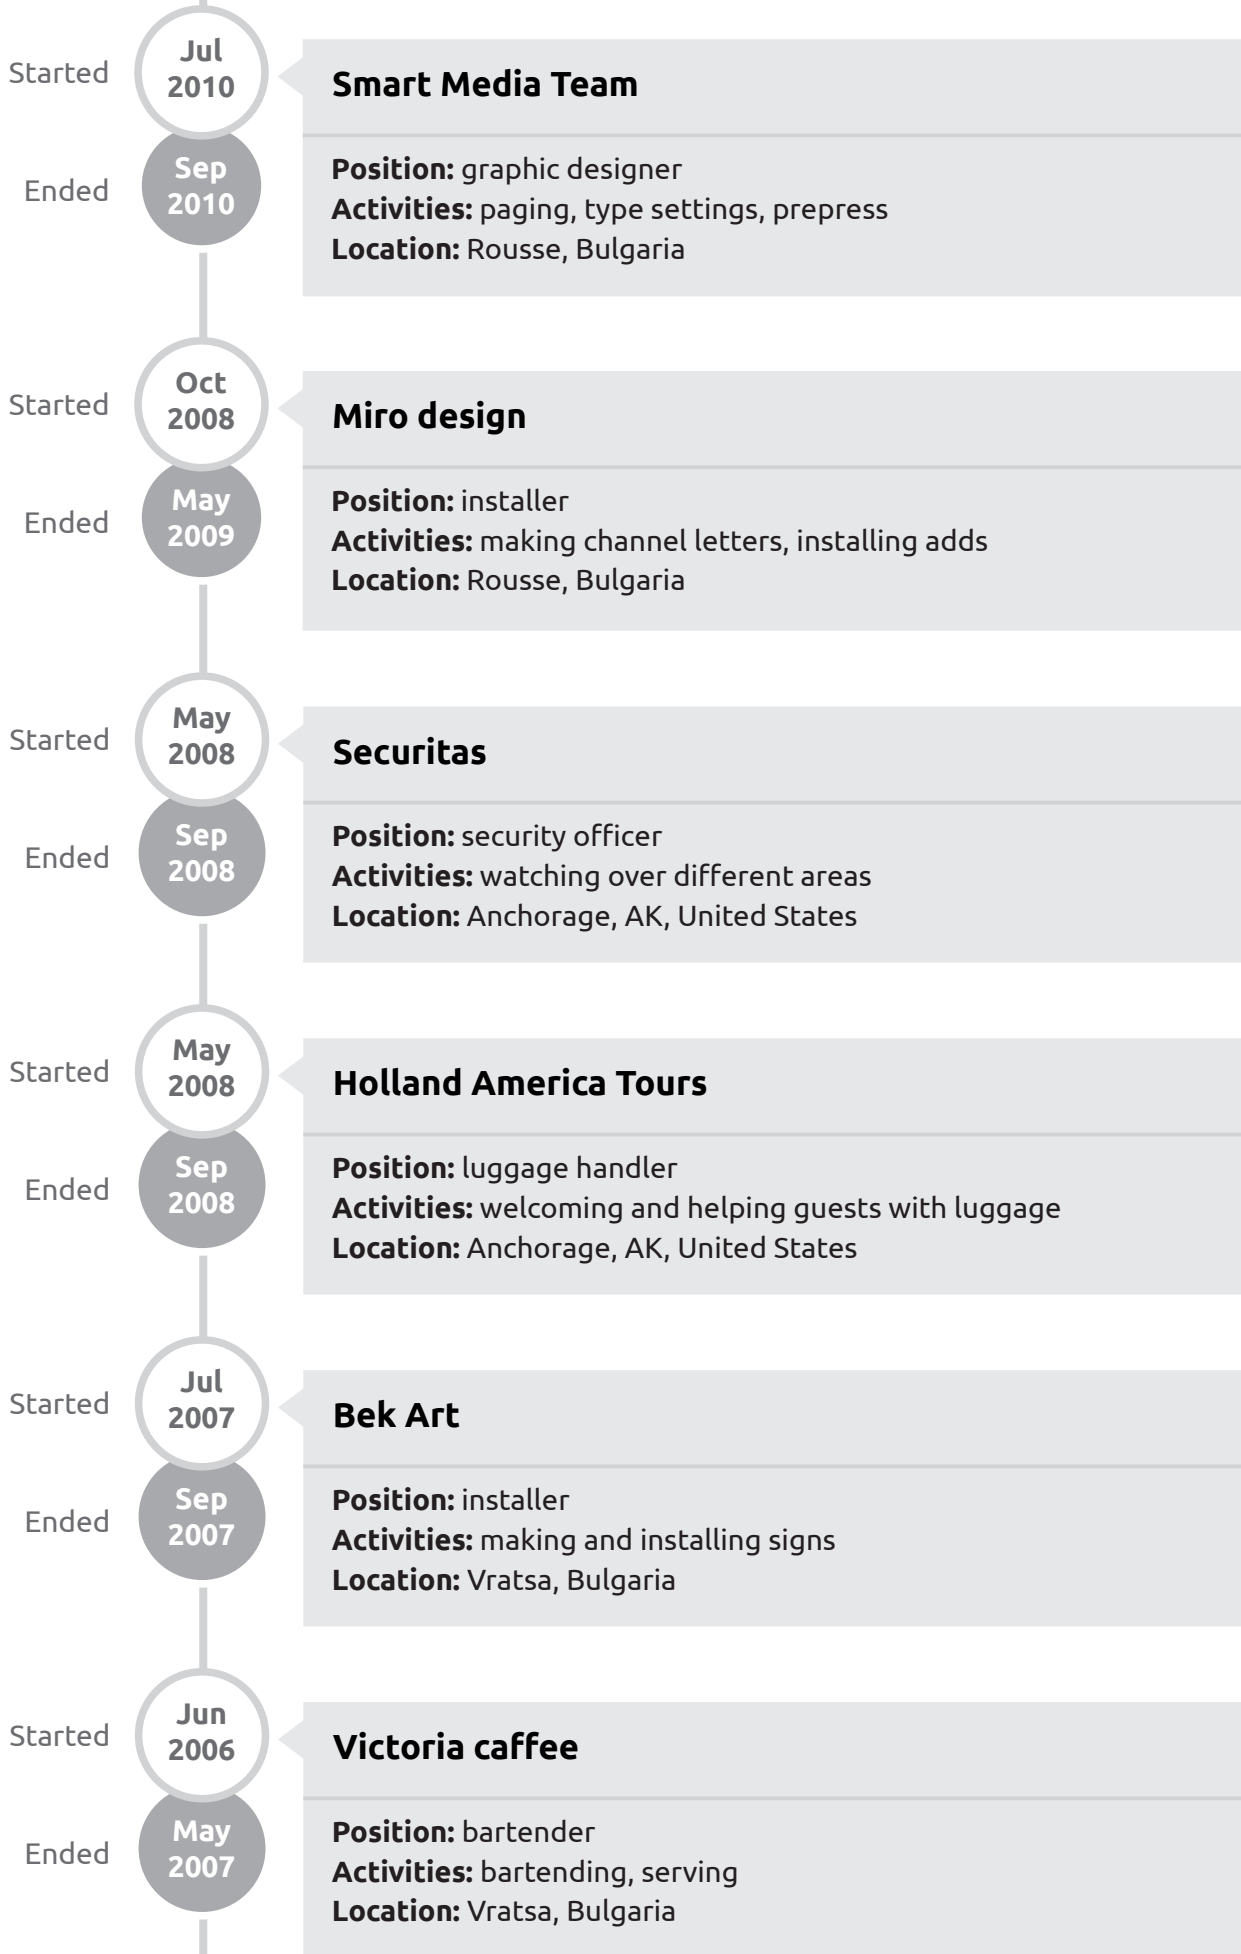 Started
Jul
2010
Smart Media Team
Ended
Sep
2010
Position: graphic designer
Activities: paging, type settings, prepress
Location: Rousse, Bulgaria
Started
Oct
2008
Miro design
Ended
May
2009
Position: installer
Activities: making channel letters, installing adds
Location: Rousse, Bulgaria
Started
May
2008
Securitas
Ended
Sep
2008
Position: security officer
Activities: watching over different areas
Location: Anchorage, AK, United States
Started
May
2008
Holland America Tours
Ended
Sep
2008
Position: luggage handler
Activities: welcoming and helping guests with luggage
Location: Anchorage, AK, United States
Started
Jul
2007
Bek Art
Ended
Sep
2007
Position: installer
Activities: making and installing signs
Location: Vratsa, Bulgaria
Started
Jun
2006
Victoria caffee
Ended
May
2007
Position: bartender
Activities: bartending, serving
Location: Vratsa, Bulgaria